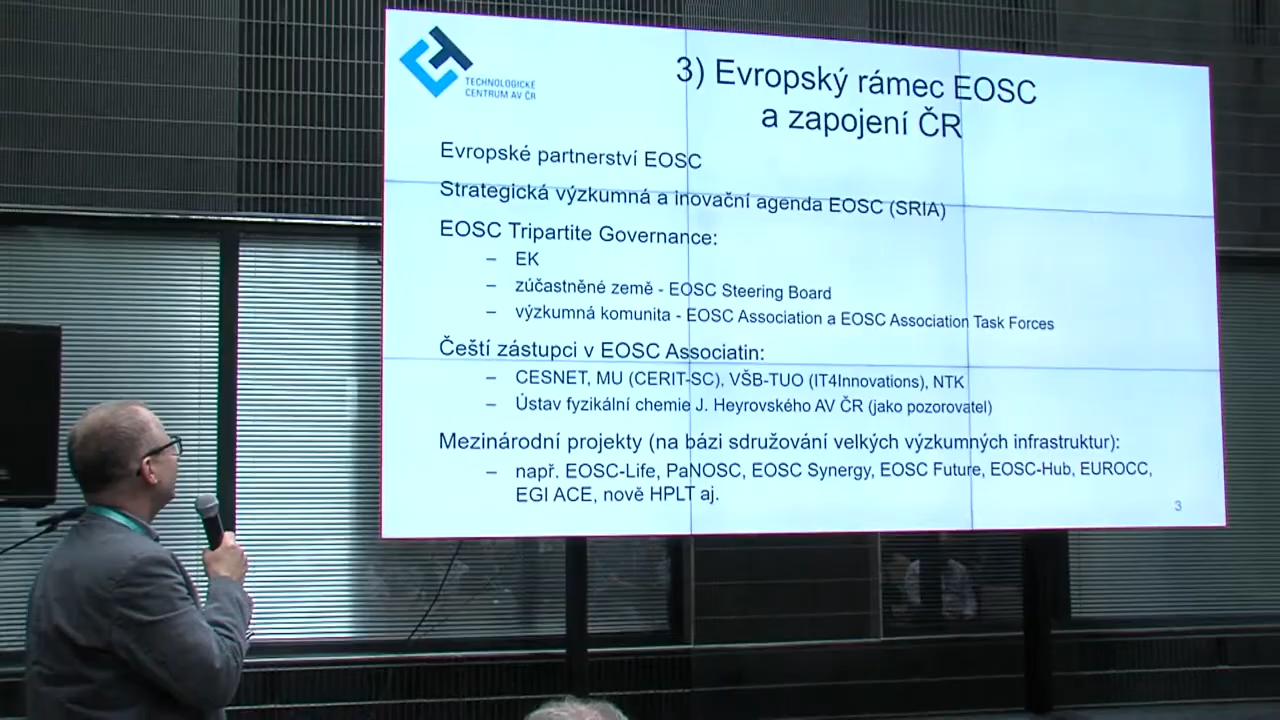 TECHNOLOGICKÉ
CENTRUM AV ČR
3) Evropský rámec EOSC
a zapojení ČR
Evropské partnerství EOSC
Strategická výzkumná a inovační agenda EOSC (SRIA)
EOSC Tripartite Governance:
– EK
– zúčastněné země - EOSC Steering Board
– výzkumná komunita - EOSC Association a EOSC Association Task Forces
Čeští zástupci v EOSC Associatin:
– CESNET, MU (CERIT-SC), VŠB-TUO (IT4Innovations), NTK
– Ústav fyzikální chemie J. Heyrovského AV ČR (jako pozorovatel)
Mezinárodní projekty (na bázi sdružování velkých výzkumných infrastruktur):
– např. EOSC-Life, PaNOSC, EOSC Synergy, EOSC Future, EOSC-Hub, EUROCC,
EGI ACE, nově HPLT aj.
3